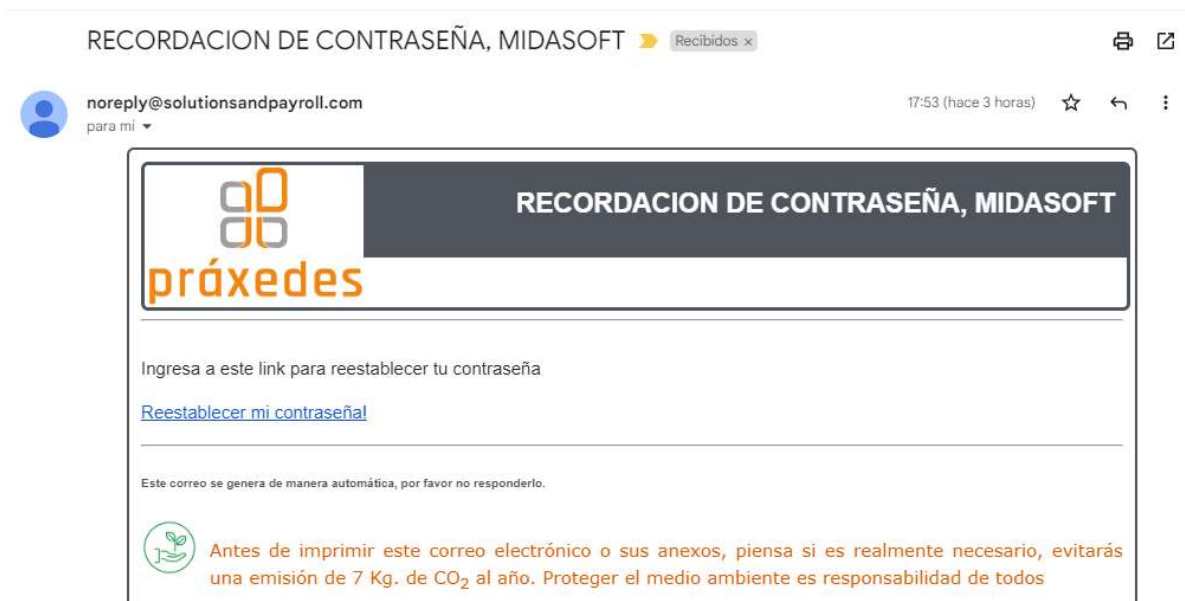 RECORDACION DE CONTRASEÑA, MIDASOFT Recibidos x
noreply@solutionsandpayroll.com 17:53 (hace 3 horas)
para mí
RECORDACION DE CONTRASEÑA, MIDASOFT
práxedes
Ingresa a este link para reestablecer tu contraseña
Reestablecer mi contraseña!
Este correo se genera de manera automática, por favor no responderlo.
Antes de imprimir este correo electrónico o sus anexos, piensa si es realmente necesario, evitarás
una emisión de 7 Kg. de CO₂ al año. Proteger el medio ambiente es responsabilidad de todos